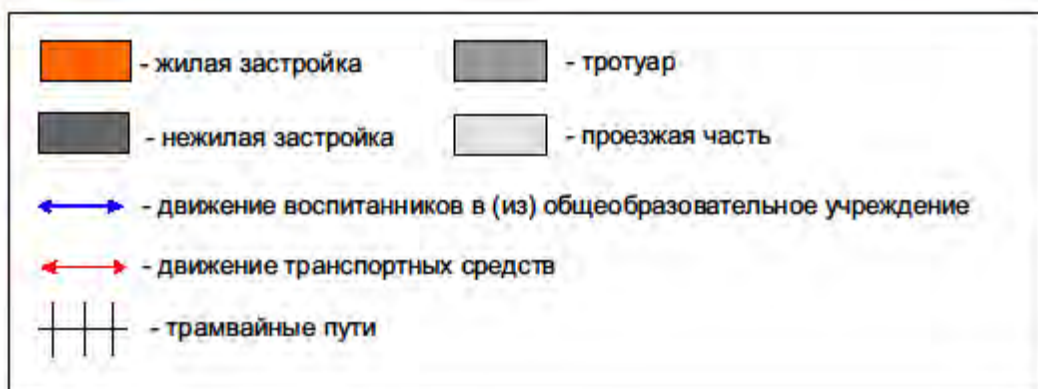 - жилая застройка
- тротуар
- нежилая застройка
- проезжая часть
- движение воспитанников в (из) общеобразовательное учреждение
- движение транспортных средств
- трамвайные пути